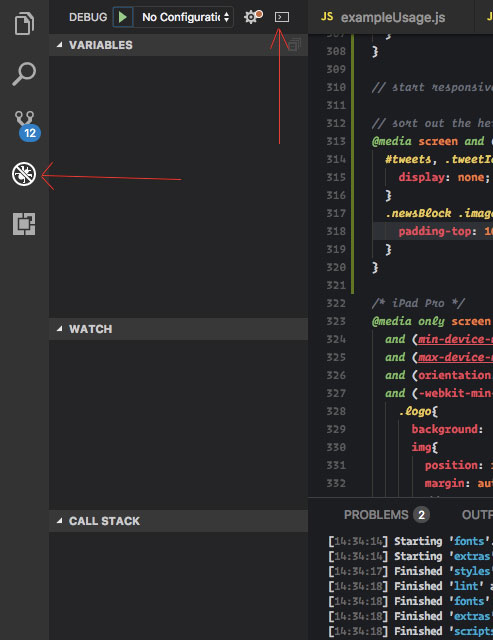 DEBUG No Configuratio
JS exampleUsage.js
VARIABLES
12
WATCH
CALL STACK
307 }
308 }
309
310 // start responsive
311
312 // sort out the he
313 @media screen and (
314 #tweets, .tweetIc
315 display: none;
316 }
317 .newsBlock .image
318 padding-top: 10
319 }
320 }
321
322 /* iPad Pro */
323 @media only screen
324 and (min-device-
325 and (max-device-
326 and (orientation
327 and (-webkit-min-
328 .logo{
329 background:
330 img{
331 position:
332 margin: aut
PROBLEMS 2 OUTP
[14:34:14] Starting 'fonts'.
[14:34:14] Starting 'extras'
[14:34:17] Finished 'styles'
[14:34:18] Finished 'lint' a
[14:34:18] Finished 'fonts'
[14:34:18] Finished 'extras'
[14:34:18] Finished 'scripts